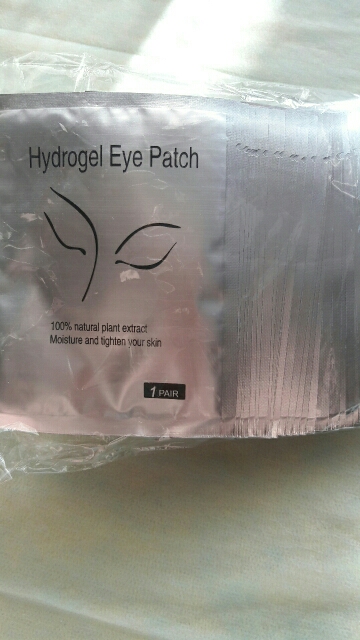 Hydrogel Eye Patch
100% natural plant extract
Moisture and tighten your skin
1 PAIR